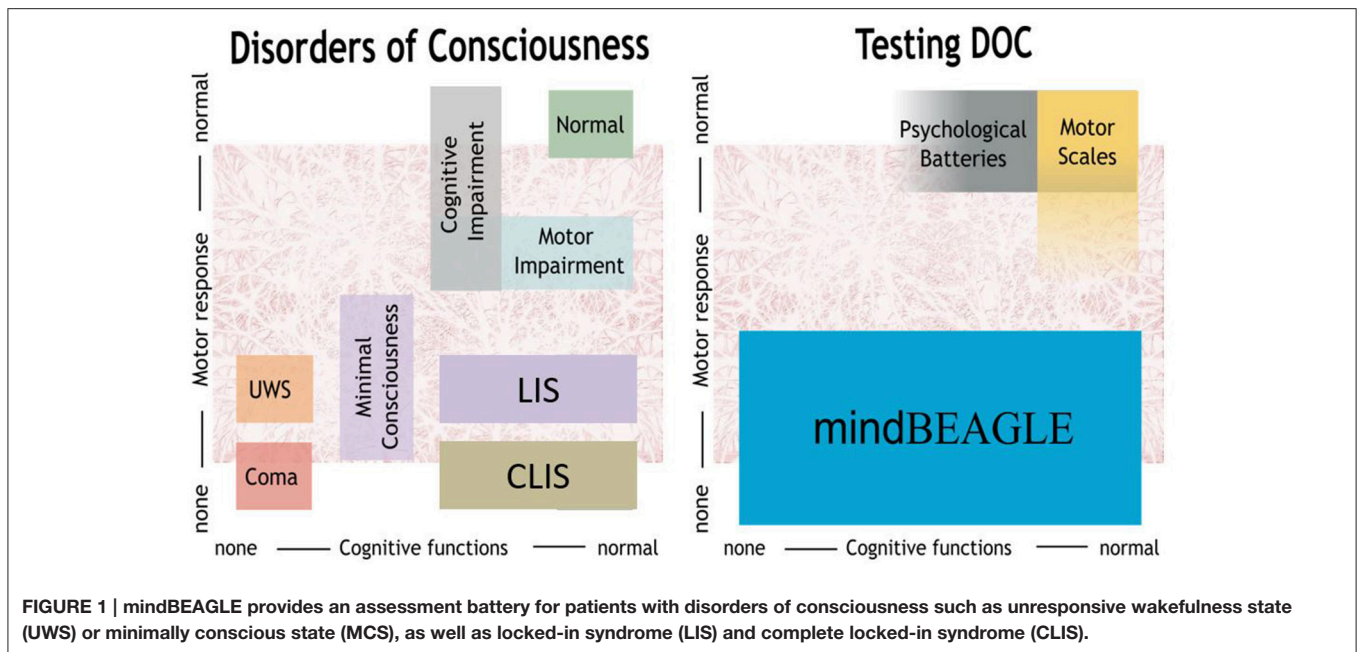 Disorders of Consciousness
normal
Motor response
none
Cognitive
Impairment
Normal
Motor
Impairment
Minimal
Consciousness
UWS
LIS
Coma
CLIS
none
Cognitive functions
normal
Testing DOC
normal
Motor response
none
Psychological
Batteries
Motor
Scales
mindBEAGLE
none
Cognitive functions
normal
FIGURE 1 | mindBEAGLE provides an assessment battery for patients with disorders of consciousness such as unresponsive wakefulness state
(UWS) or minimally conscious state (MCS), as well as locked-in syndrome (LIS) and complete locked-in syndrome (CLIS).